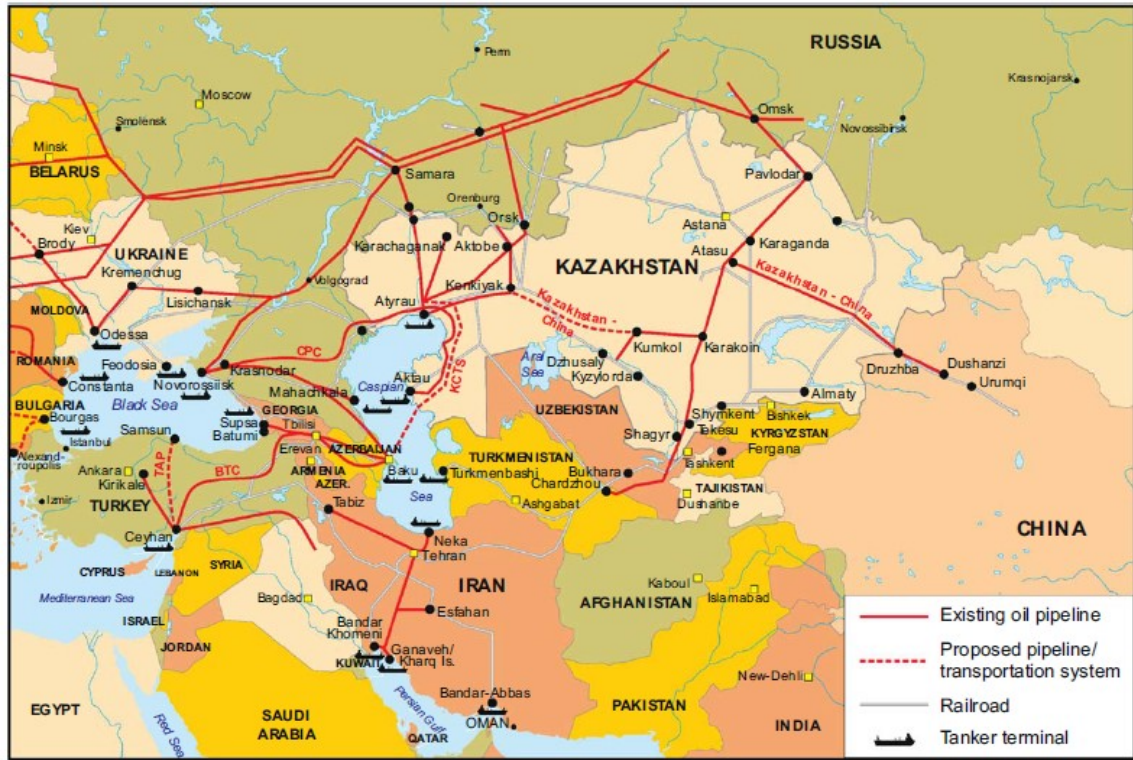 RUSSIA
Perm
Krasnojarsk
Moscow
Smolensk
Omsk
Novossibirsk
Minsk
BELARUS
Samara
Pavlodar
Orenburg
Orsk
Astana
Kiev
Brody
UKRAINE
Karachaganak
Aktobe
Karaganda
Kremenchug
KAZAKHSTAN
Atasu
Lisichansk
Volgograd
Kenkiyak
Kazakhstan - China
MOLDOVA
Atyrau
Kazakhstan -
China
Odessa
ROMANIA
Feodosia
CPC
KCTS
Kumkol
Karakoin
Dushanzi
Druzhba
Urumqi
Constanta
Novorossiisk
Krasnodar
Caspian
Aktau
Aral
Sea
Dzhusaly
Kyzylorda
Almaty
BULGARIA
Black Sea
Mahachkala
Bourgas
Supsa
GEORGIA
UZBEKISTAN
Shymkent
Bishkek
Istanbul
Samsun
Batumi
Tbilisi
Tekesu
KYRGYZSTAN
Alexand-
roupolis
TAP
Erevan
AZERBAIJAN
Shagyr
Fergana
Ankara
BTC
ARMENIA
TURKMENISTAN
Bukhara
Tashkent
Kirikale
AZER.
Baku
Turkmenbashi
Chardzhou
TAJIKISTAN
Izmir
TURKEY
Tabiz
Sea
Ashgabat
Dushanbe
CHINA
Ceyhan
Neka
Tehran
CYPRUS
LEBANON
SYRIA
IRAQ
IRAN
Kaboul
Mediterranean Sea
Bagdad
AFGHANISTAN
Islamabad
ISRAEL
Esfahan
Bandar
Khomeni
JORDAN
KUWAIT
Ganaveh/
Kharq Is.
New-Dehli
EGYPT
Red Sea
SAUDI
ARABIA
Persian Gulf
Bandar-Abbas
OMAN
PAKISTAN
INDIA
QATAR
Existing oil pipeline
Proposed pipeline/
transportation system
Railroad
Tanker terminal